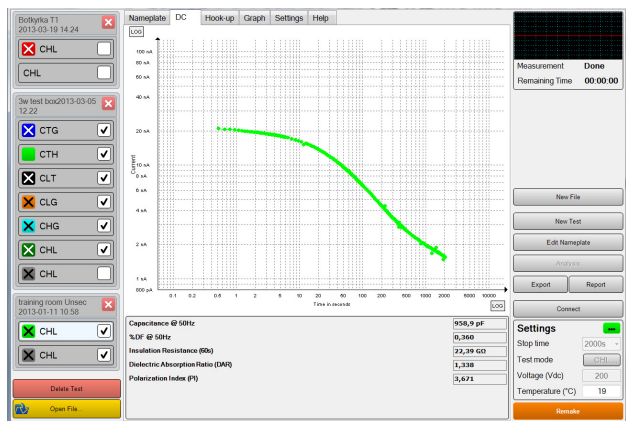 Botkyrka T1
2013-03-19 14.24
CHL
CHL
3w test box2013-03-05
12.22
CTG
CTH
CLT
CLG
CHG
CHL
CHL
training room Unsec
2013-01-11 10.58
CHL
CHL
Delete Test
Open File...
Nameplate DC Hook-up Graph Settings Help
LOG
100 nA
80 nA
60 nA
40 nA
20 nA
Current
10 nA
8 nA
6 nA
4 nA
2 nA
1 nA
800 pA
0.1 0.2 0.6 1 2 5 10 20 60 100 200 600 1000 2000 6000 10000
Time in seconds
LOG
Capacitance @ 50Hz 958,9 pF
%DF @ 50Hz 0,360
Insulation Resistance (60s) 22,39 GΩ
Dielectric Absorption Ratio (DAR) 1,338
Polarization Index (PI) 3,671
Measurement Done
Remaining Time 00:00:00
New File
New Test
Edit Nameplate
Analysis
Export Report
Connect
Settings
Stop time 2000s
Test mode CHL
Voltage (Vdc) 200
Temperature (°C) 19
Remake